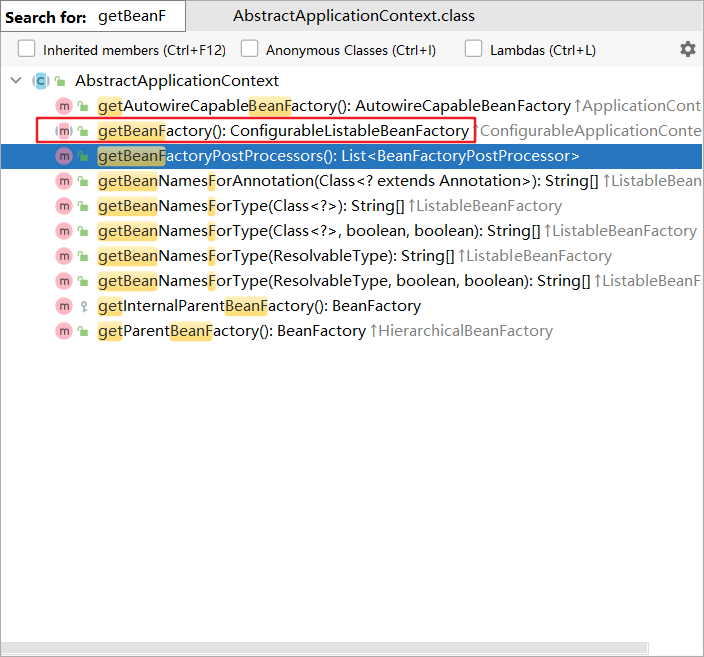 Search for: getBeanF AbstractApplicationContext.class
Inherited members (Ctrl+F12) Anonymous Classes (Ctrl+I) Lambdas (Ctrl+L)
C AbstractApplicationContext
m getAutowireCapableBeanFactory(): AutowireCapableBeanFactory ↑ApplicationCont
m getBeanFactory(): ConfigurableListableBeanFactory ↑ConfigurableApplicationConte
m getBeanFactoryPostProcessors(): List<BeanFactoryPostProcessor>
m getBeanNamesForAnnotation(Class<? extends Annotation>): String[] ↑ListableBean
m getBeanNamesForType(Class<?>): String[] ↑ListableBeanFactory
m getBeanNamesForType(Class<?>, boolean, boolean): String[] ↑ListableBeanFactory
m getBeanNamesForType(ResolvableType): String[] ↑ListableBeanFactory
m getBeanNamesForType(ResolvableType, boolean, boolean): String[] ↑ListableBeanF
m getInternalParentBeanFactory(): BeanFactory
m getParentBeanFactory(): BeanFactory ↑HierarchicalBeanFactory